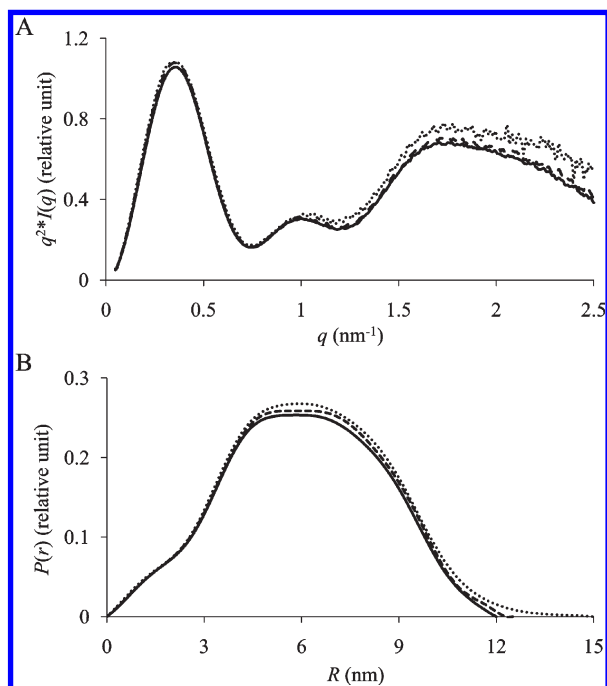 A
1.2
0.8
0.4
0
q²*I(q) (relative unit)
0 0.5 1 1.5 2 2.5
q (nm⁻¹)
B
0.3
0.2
0.1
0
P(r) (relative unit)
0 3 6 9 12 15
R (nm)